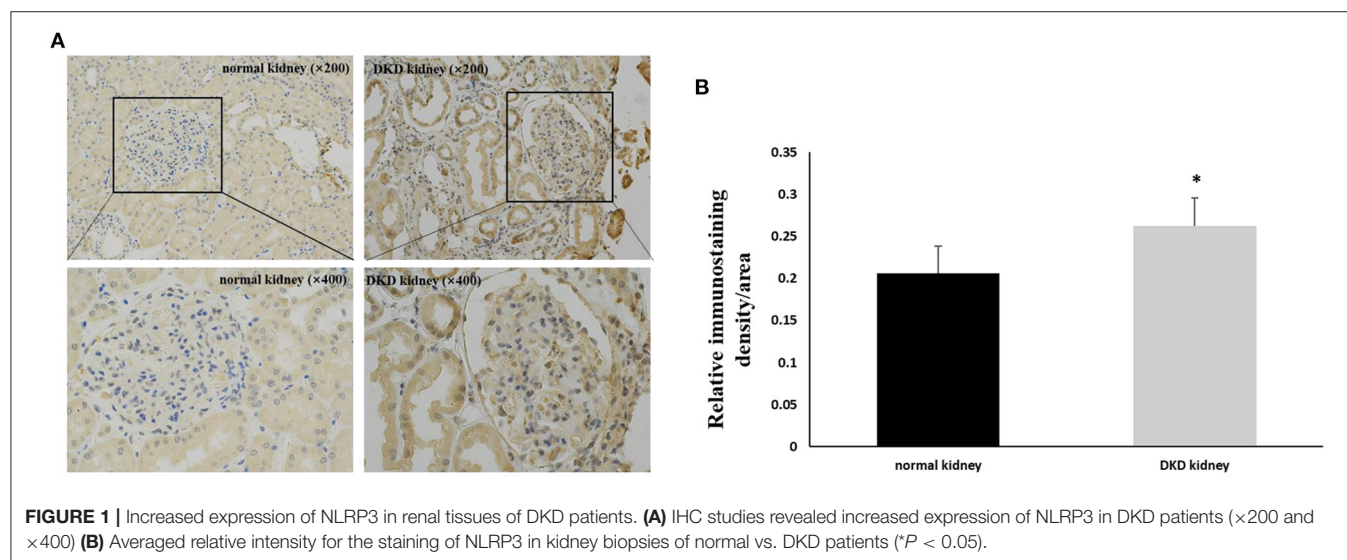 A
normal kidney (×200)
DKD kidney (×200)
normal kidney (×400)
DKD kidney (×400)
B
Relative immunostaining
density/area
0.35
0.3
0.25
0.2
0.15
0.1
0.05
0
*
normal kidney
DKD kidney
FIGURE 1 | Increased expression of NLRP3 in renal tissues of DKD patients. (A) IHC studies revealed increased expression of NLRP3 in DKD patients (×200 and
×400) (B) Averaged relative intensity for the staining of NLRP3 in kidney biopsies of normal vs. DKD patients (*P < 0.05).